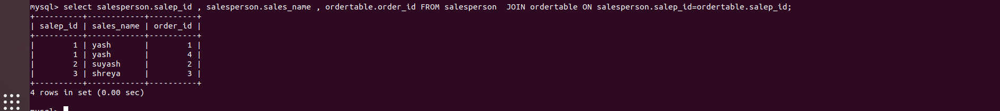 mysql> select salesperson.salep_id , salesperson.sales_name , ordertable.order_id FROM salesperson  JOIN ordertable ON salesperson.salep_id=ordertable.salep_id;
+----------+------------+----------+
| salep_id | sales_name | order_id |
+----------+------------+----------+
|        1 | yash       |        1 |
|        1 | yash       |        4 |
|        2 | suyash     |        2 |
|        3 | shreya     |        3 |
+----------+------------+----------+
4 rows in set (0.00 sec)
mysql>